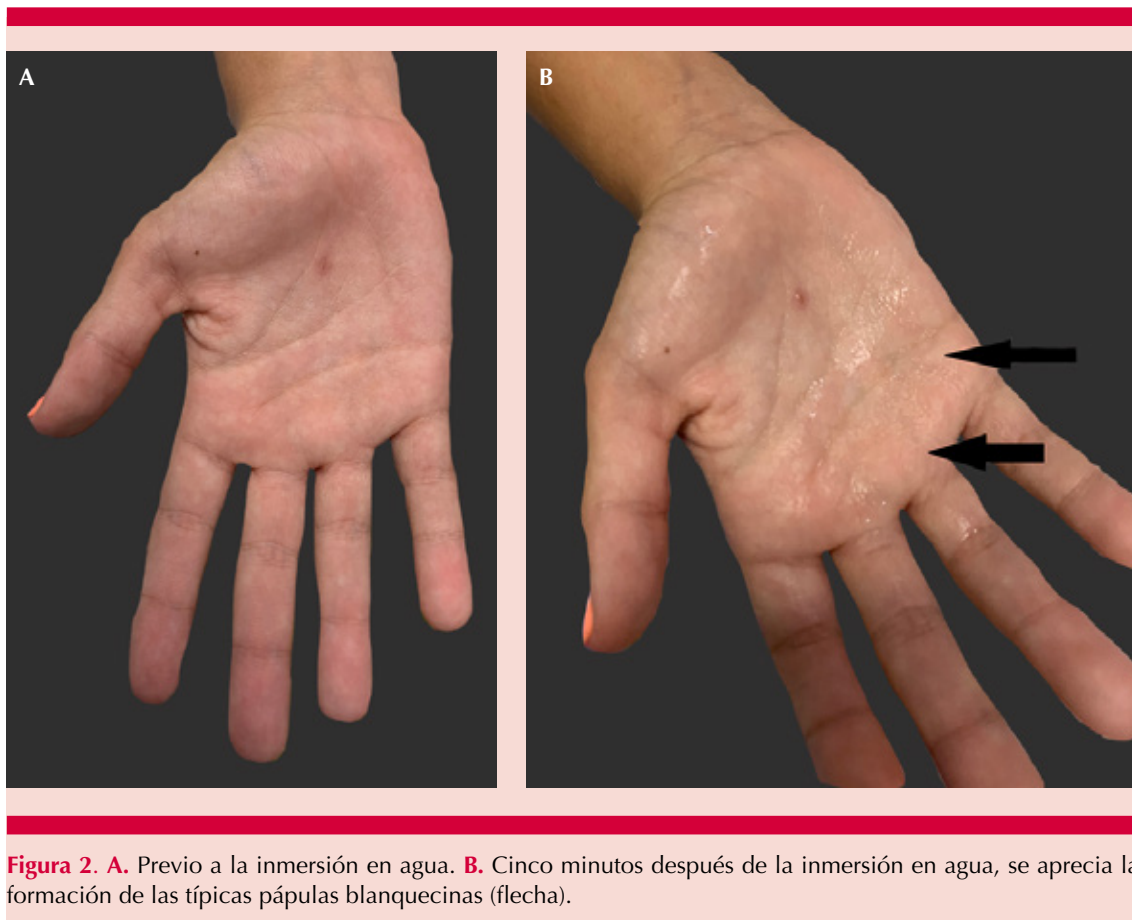 A
B
Figura 2. A. Previo a la inmersión en agua. B. Cinco minutos después de la inmersión en agua, se aprecia la
formación de las típicas pápulas blanquecinas (flecha).